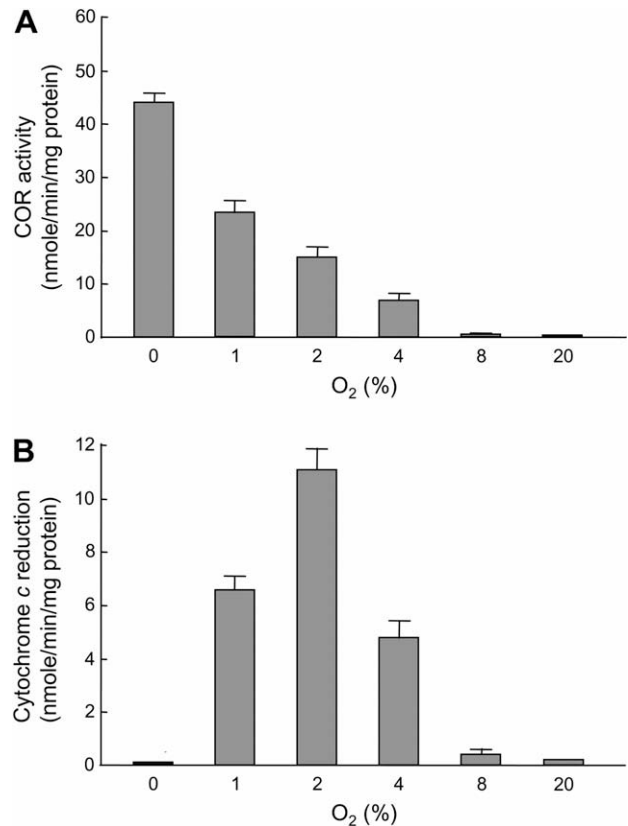 A
COR activity
(nmole/min/mg protein)
60
50
40
30
20
10
0
0 1 2 4 8 20
O₂ (%)
B
Cytochrome c reduction
(nmole/min/mg protein)
12
10
8
6
4
2
0
0 1 2 4 8 20
O₂ (%)